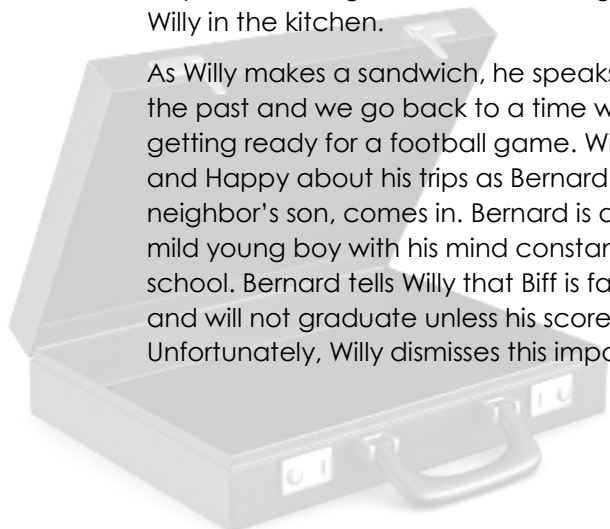 Willy in the kitchen.
As Willy makes a sandwich, he speaks
the past and we go back to a time w
getting ready for a football game. Wi
and Happy about his trips as Bernard
neighbor's son, comes in. Bernard is a
mild young boy with his mind constan
school. Bernard tells Willy that Biff is fa
and will not graduate unless his score
Unfortunately, Willy dismisses this impo